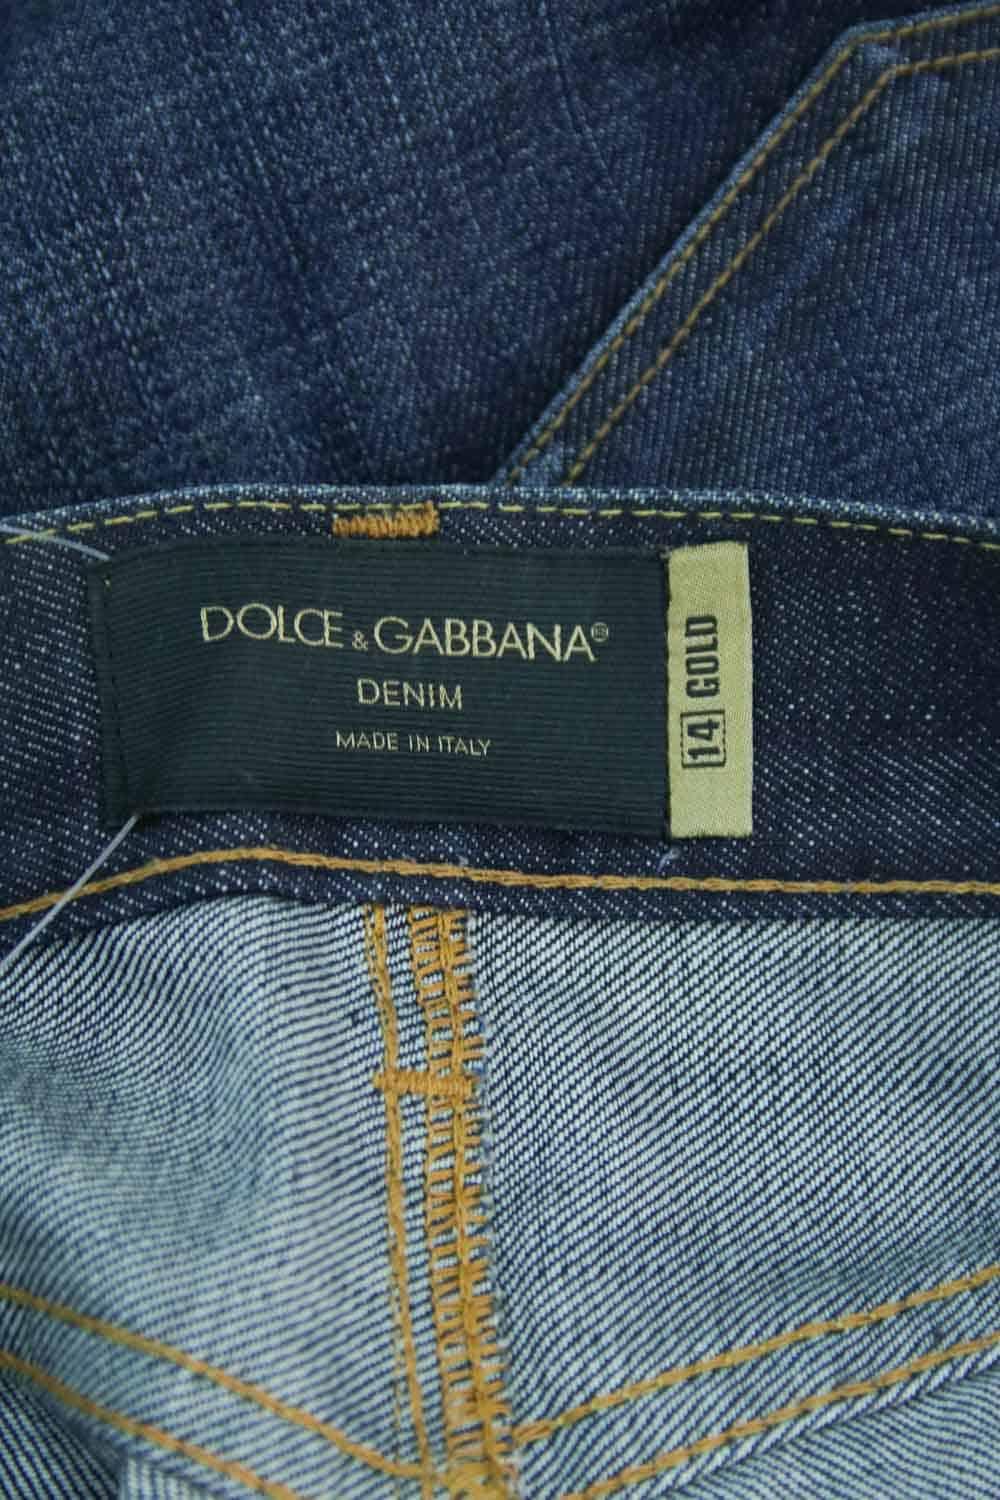 DOLCE & GABBANA®
DENIM
MADE IN ITALY
14 GOLD